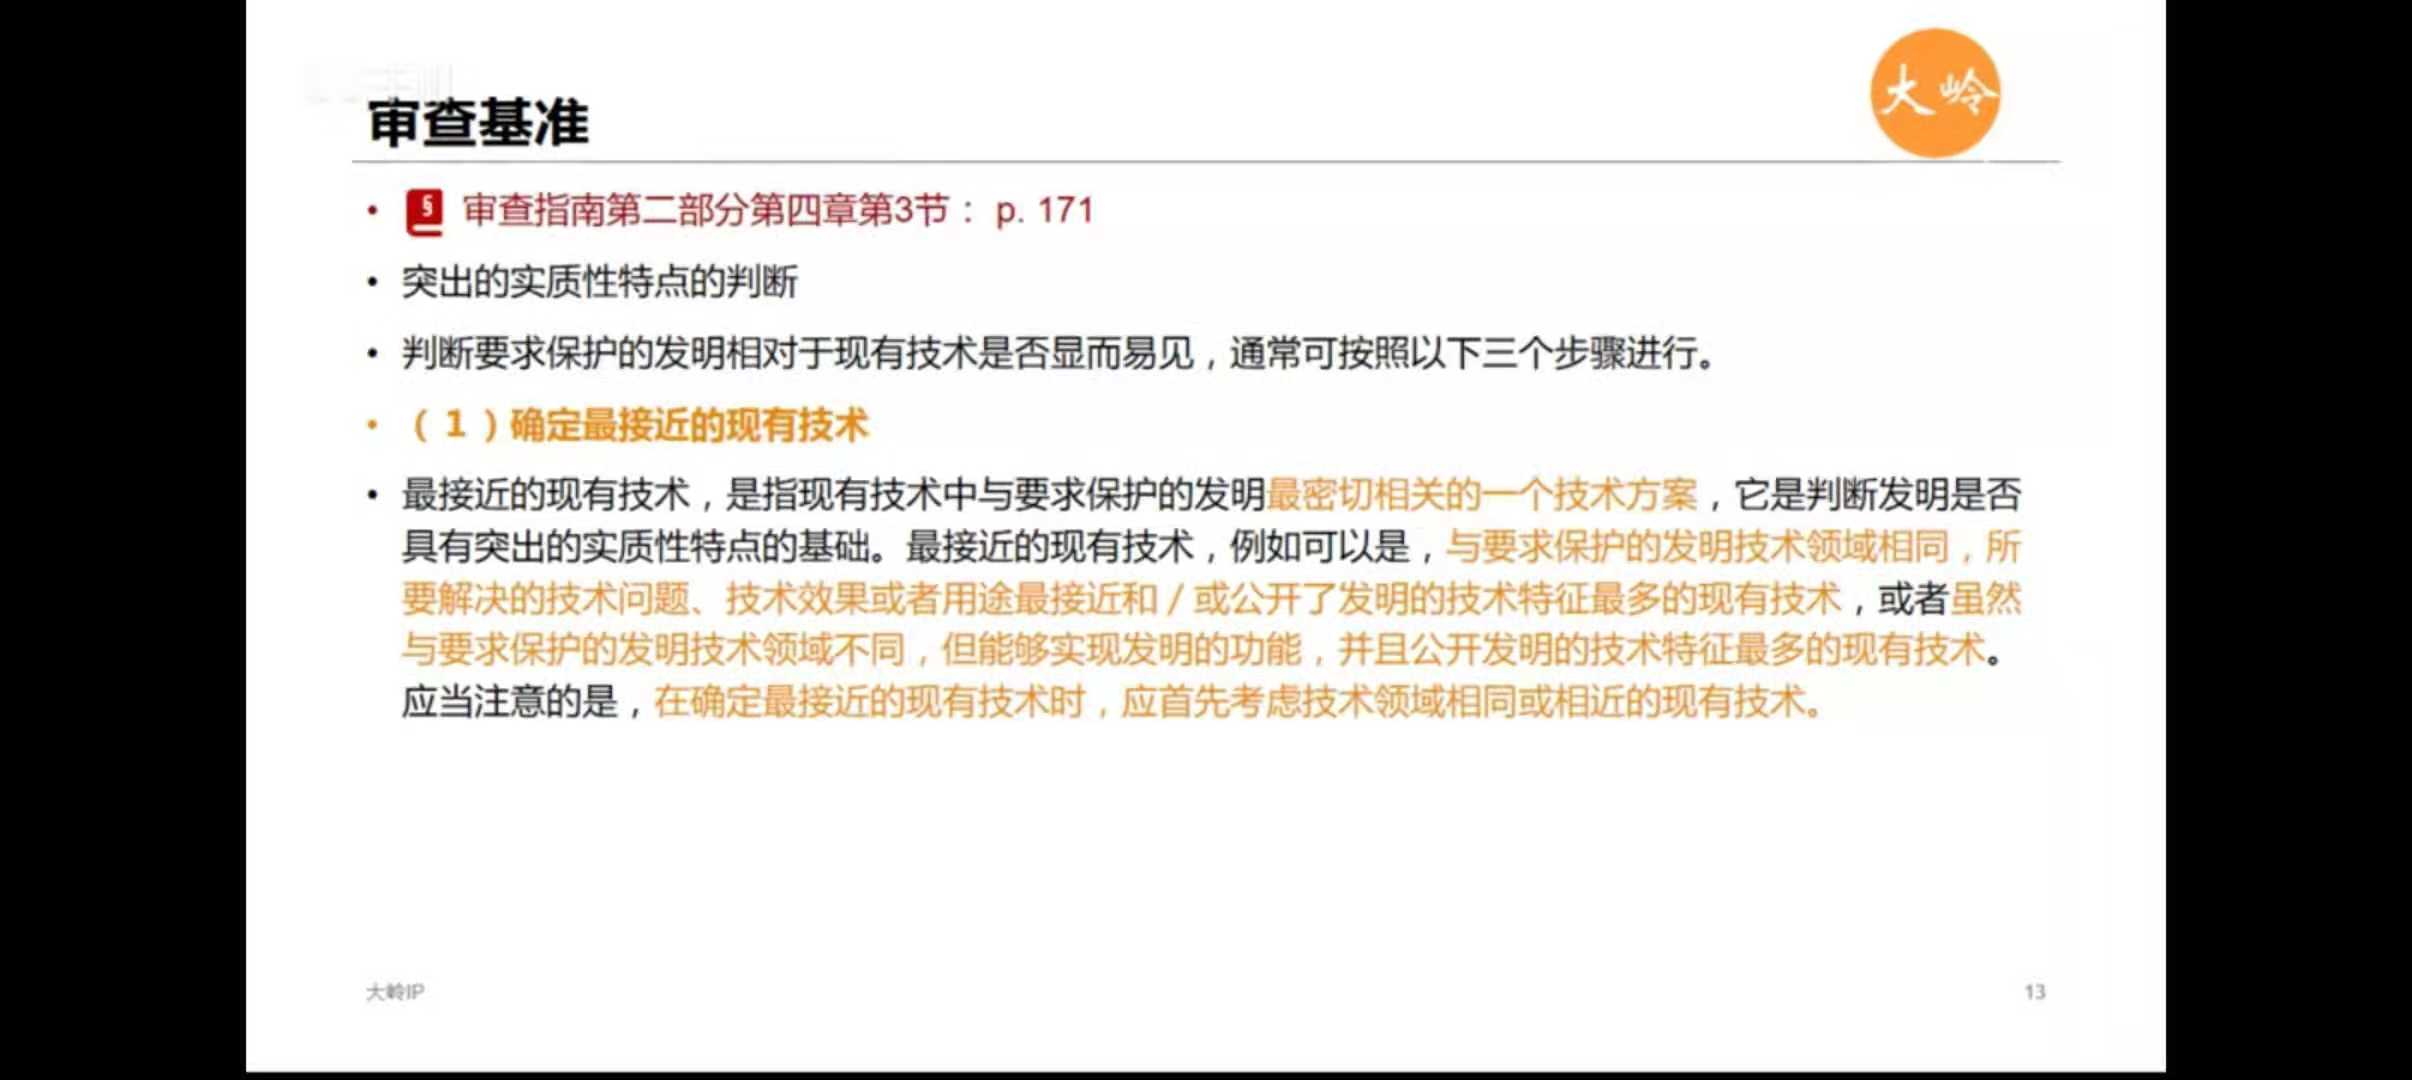 大岭
审查基准
• § 审查指南第二部分第四章第3节： p. 171
• 突出的实质性特点的判断
• 判断要求保护的发明相对于现有技术是否显而易见，通常可按照以下三个步骤进行。
• （1）确定最接近的现有技术
• 最接近的现有技术，是指现有技术中与要求保护的发明最密切相关的一个技术方案，它是判断发明是否
具有突出的实质性特点的基础。最接近的现有技术，例如可以是，与要求保护的发明技术领域相同，所
要解决的技术问题、技术效果或者用途最接近和/或公开了发明的技术特征最多的现有技术，或者虽然
与要求保护的发明技术领域不同，但能够实现发明的功能，并且公开发明的技术特征最多的现有技术。
应当注意的是，在确定最接近的现有技术时，应首先考虑技术领域相同或相近的现有技术。
大岭IP
13